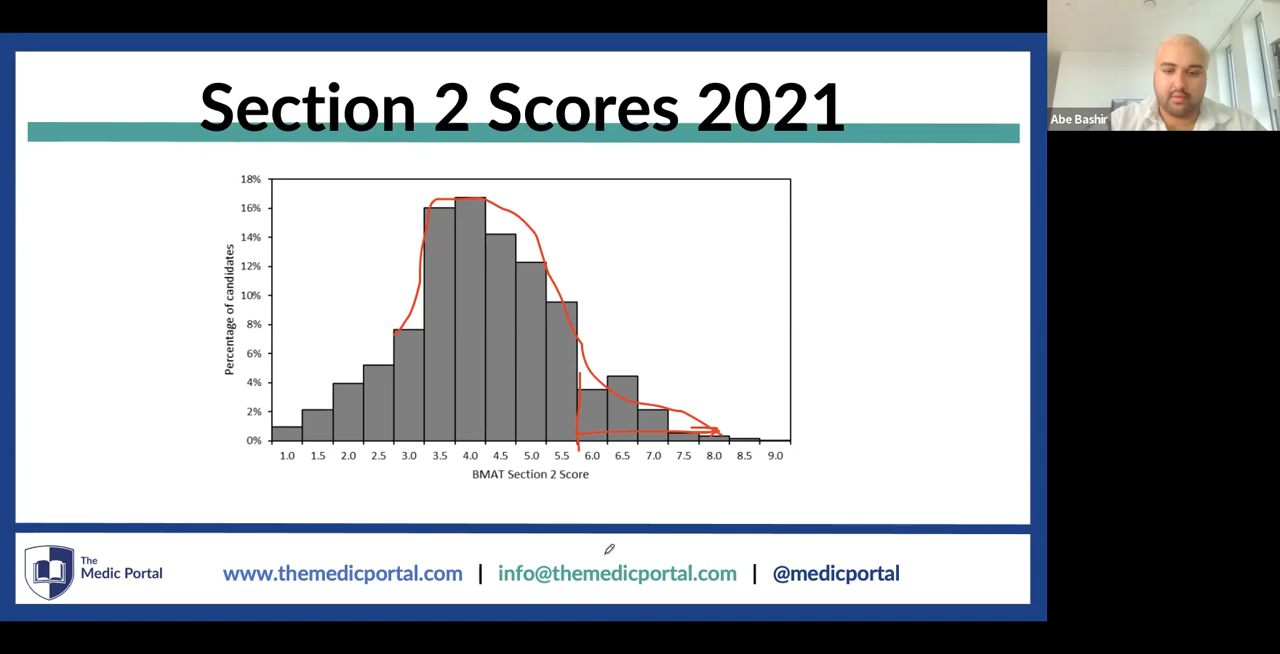 Section 2 Scores 2021
Abe Bashir
18%
16%
14%
12%
10%
8%
6%
4%
2%
0%
Percentage of candidates
1.0 1.5 2.0 2.5 3.0 3.5 4.0 4.5 5.0 5.5 6.0 6.5 7.0 7.5 8.0 8.5 9.0
BMAT Section 2 Score
The
Medic Portal
www.themedicportal.com | info@themedicportal.com | @medicportal